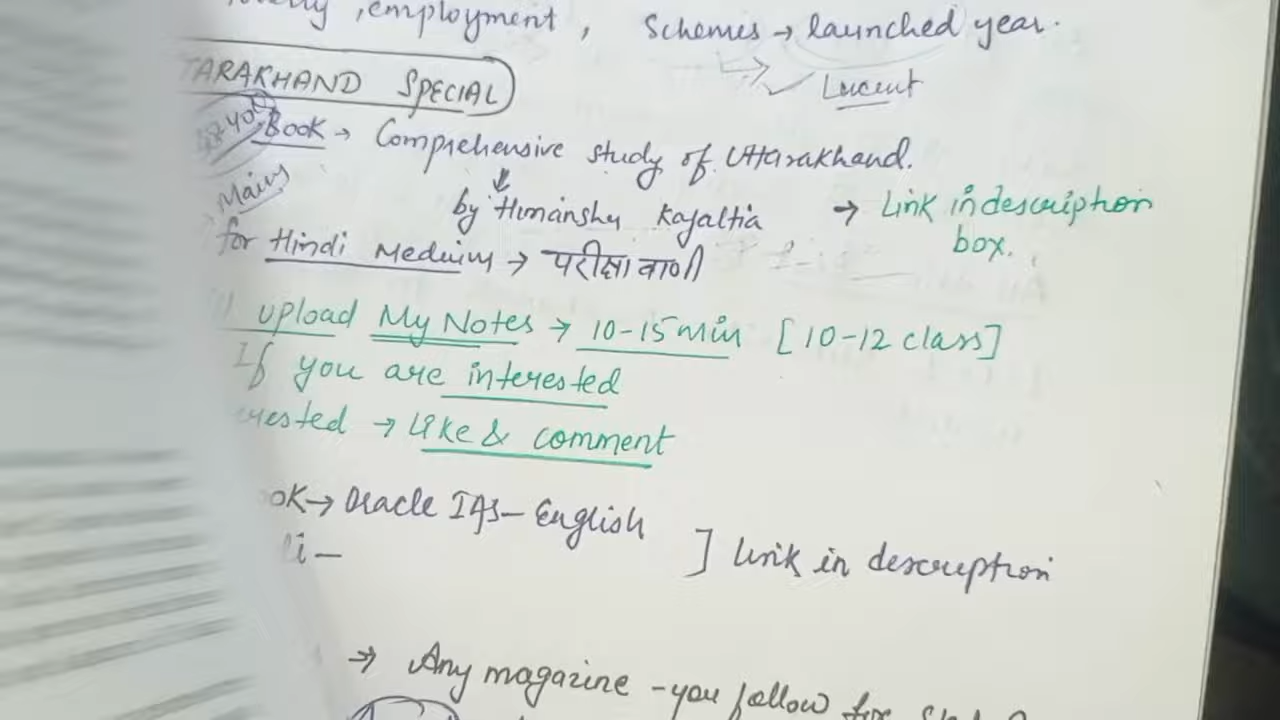 employment, Schemes → launched year.
→ ✓ Lucent
TARAKHAND SPECIAL
Book → Comprehensive study of Uttarakhand.
Mains
by Himanshu Kafaltia → Link in description
box.
for Hindi Medium → परीक्षा वाणी
upload My Notes → 10-15 min [10-12 class]
If you are interested
rested → Like & comment
ok → Oracle IAS - English
i - ] link in description
→ Any magazine - you follow for